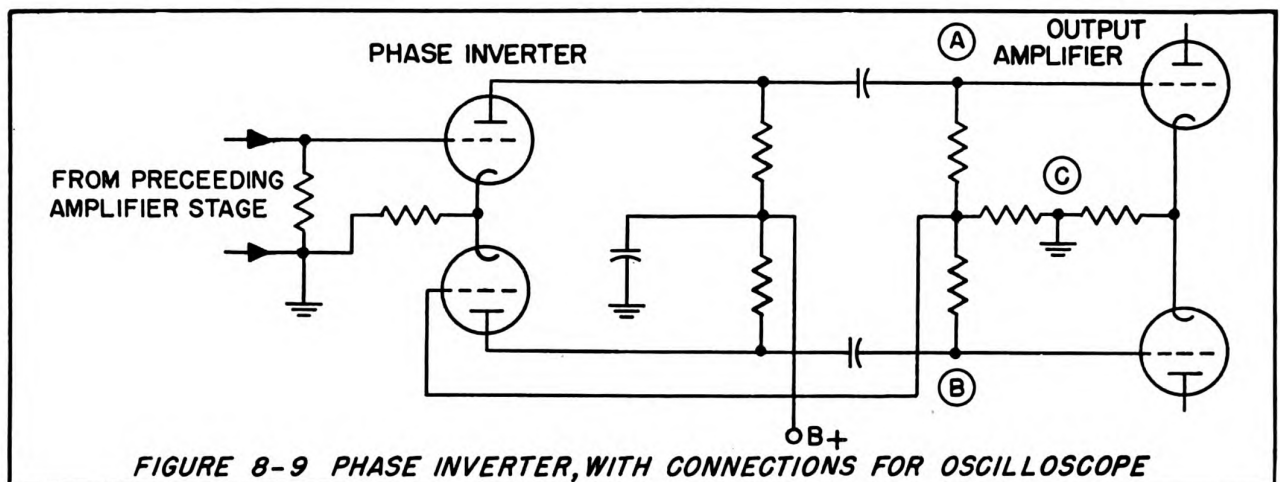 PHASE INVERTER
A
OUTPUT
AMPLIFIER
FROM PRECEEDING
AMPLIFIER STAGE
C
B
B+
FIGURE 8-9 PHASE INVERTER, WITH CONNECTIONS FOR OSCILLOSCOPE